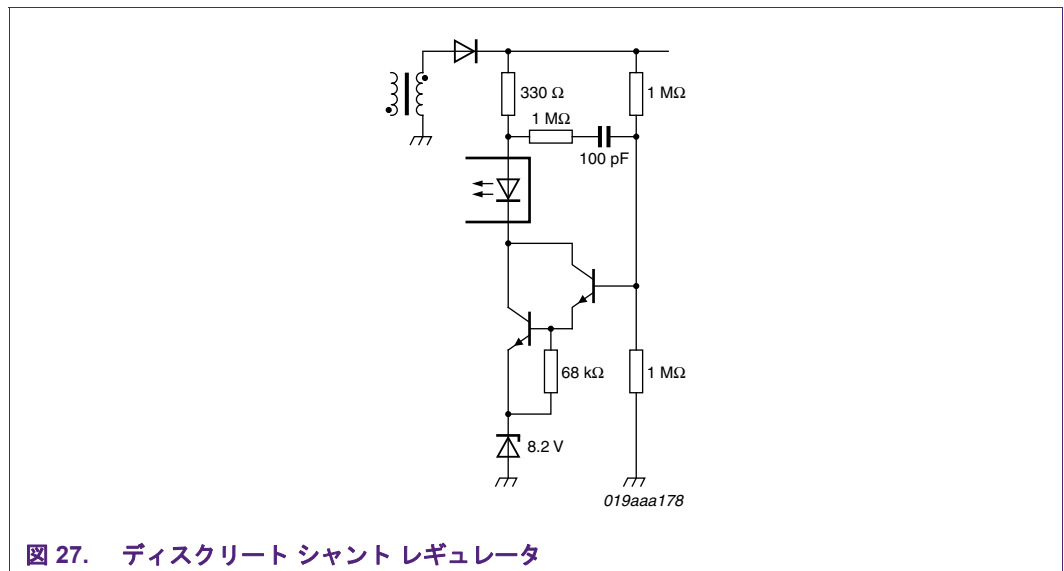 330 Ω
1 MΩ
1 MΩ
100 pF
68 kΩ
1 MΩ
8.2 V
019aaa178
図 27. ディスクリート シャント レギュレータ